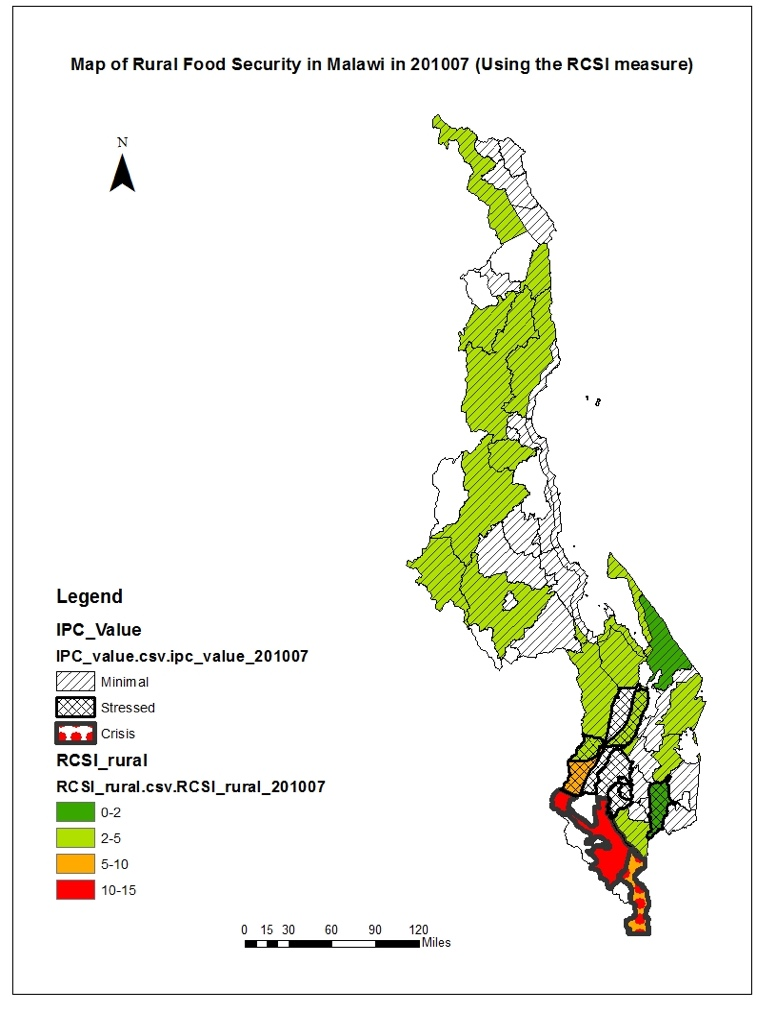 Map of Rural Food Security in Malawi in 201007 (Using the RCSI measure)
N
Legend
IPC_Value
IPC_value.csv.ipc_value_201007
Minimal
Stressed
Crisis
RCSI_rural
RCSI_rural.csv.RCSI_rural_201007
0-2
2-5
5-10
10-15
0 15 30 60 90 120
Miles